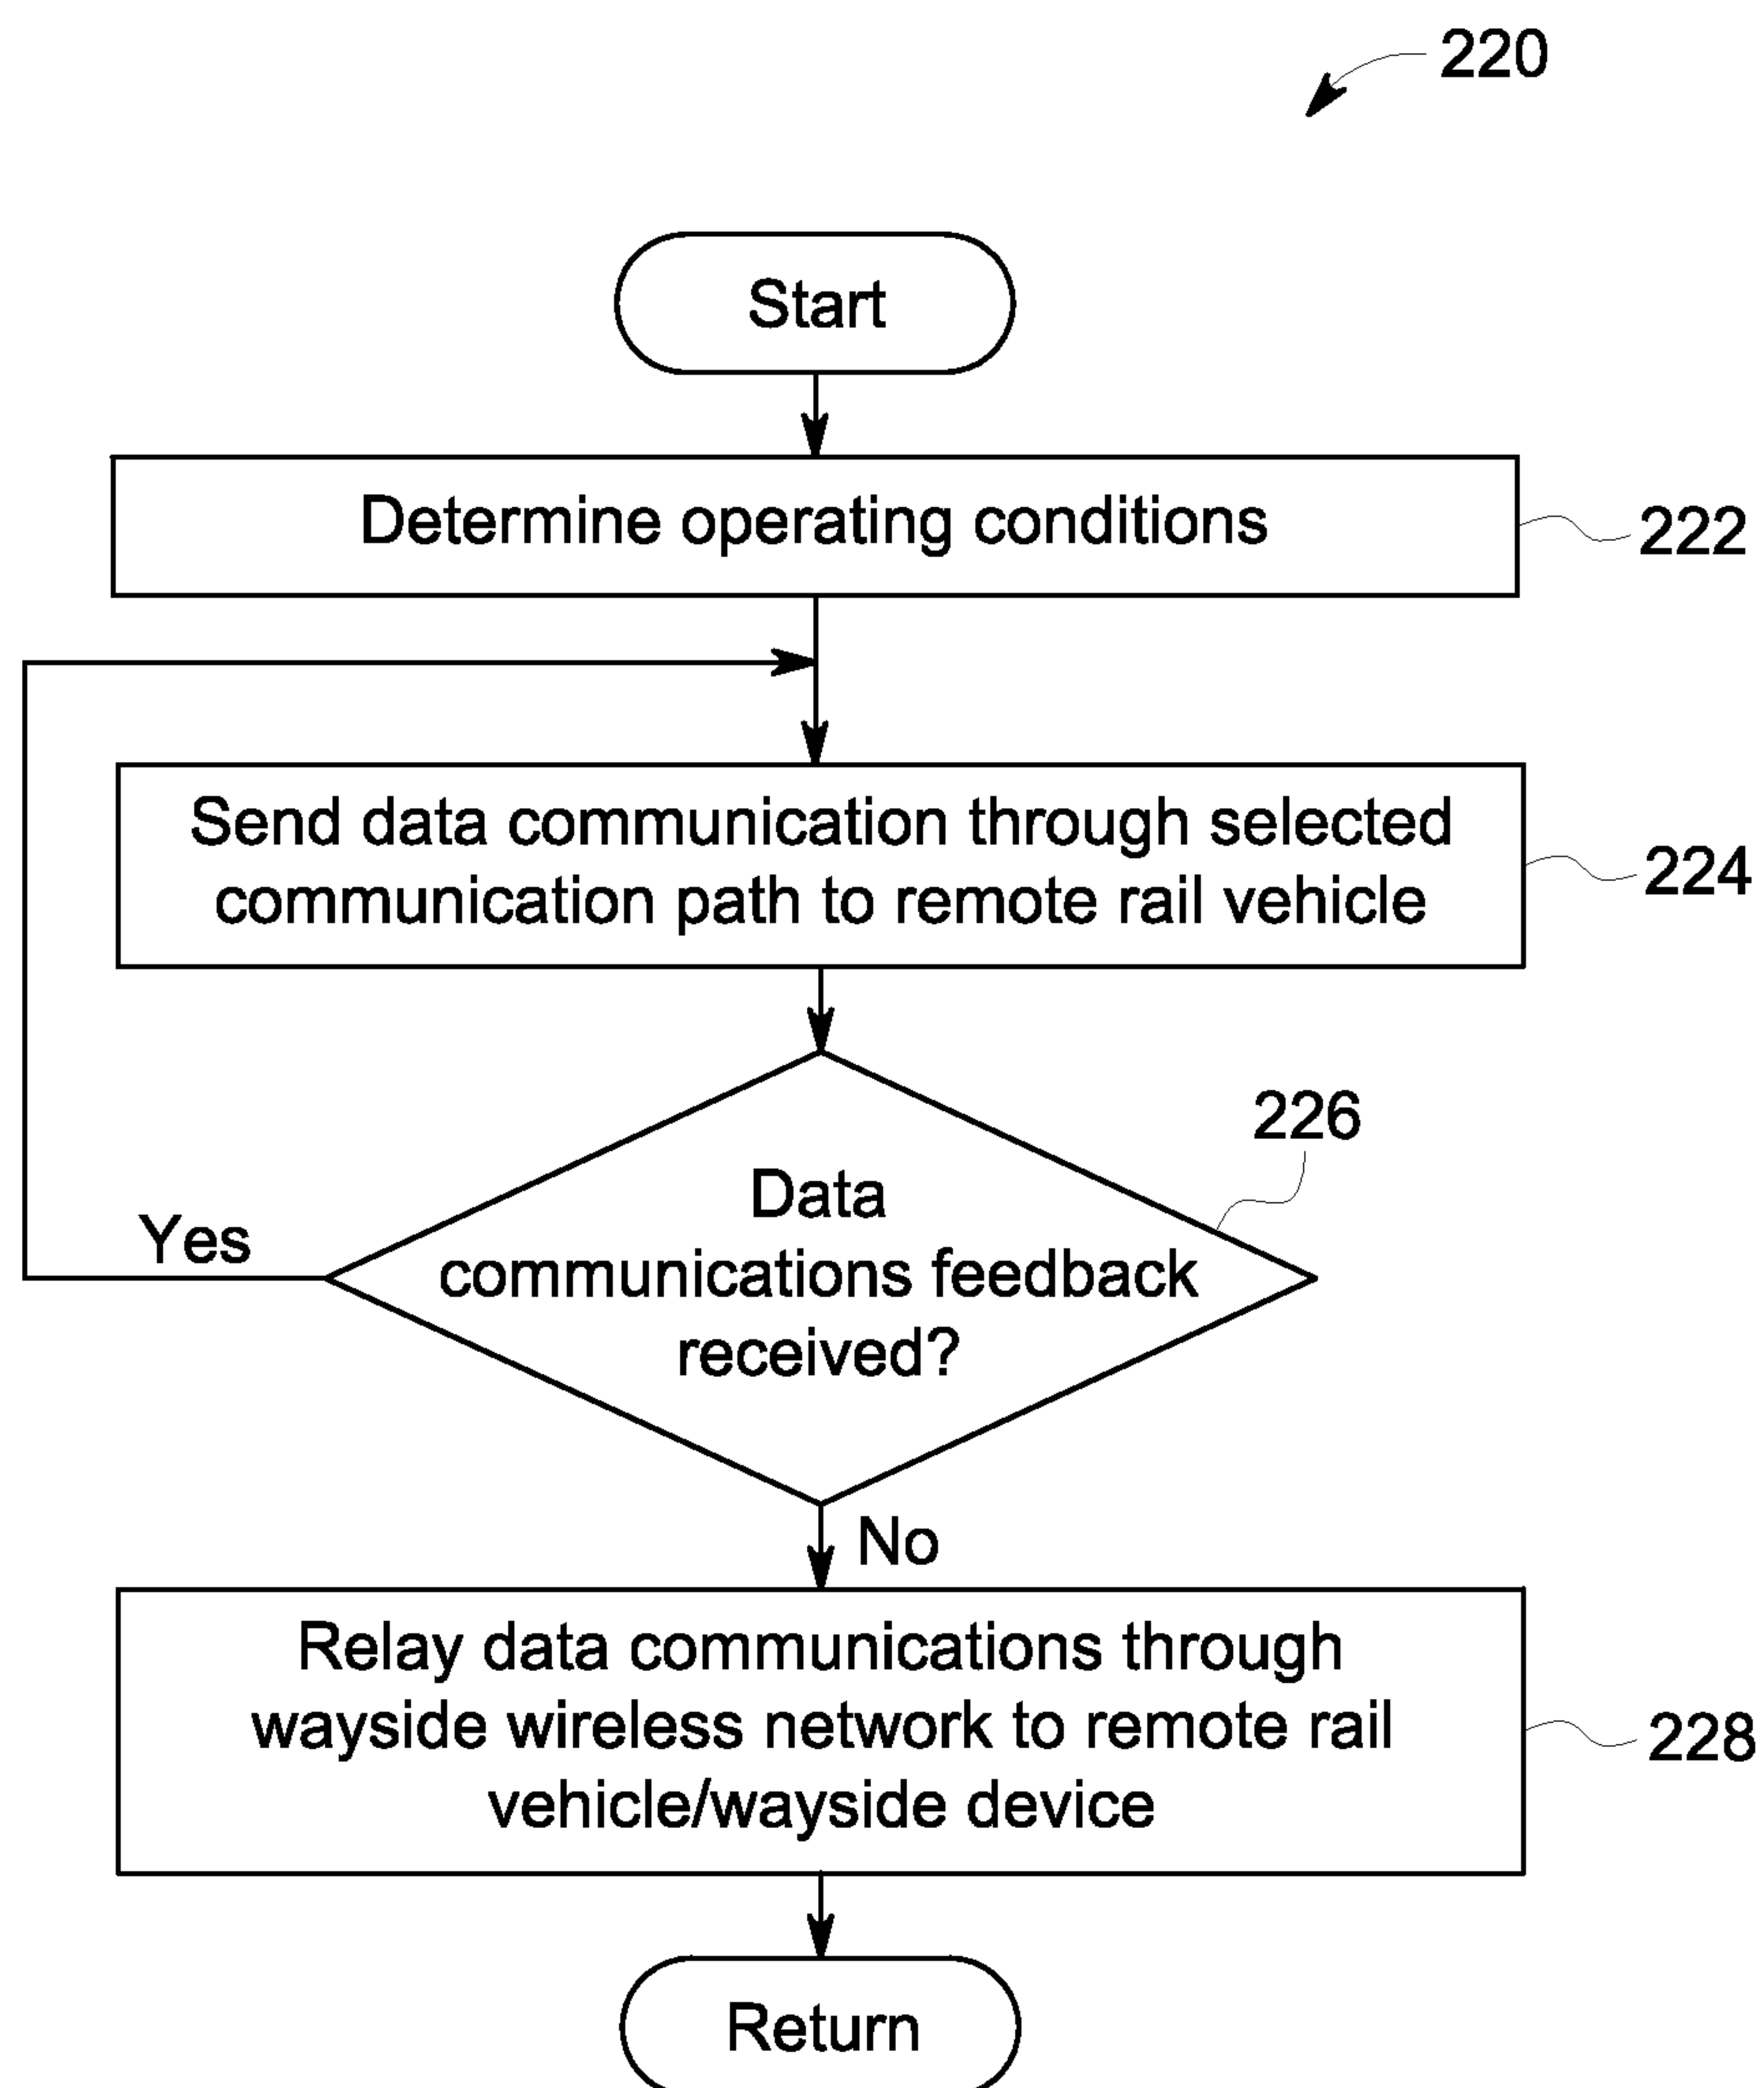 220
Start
Determine operating conditions
222
Send data communication through selected
communication path to remote rail vehicle
224
226
Data
communications feedback
received?
Yes
No
Relay data communications through
wayside wireless network to remote rail
vehicle/wayside device
228
Return